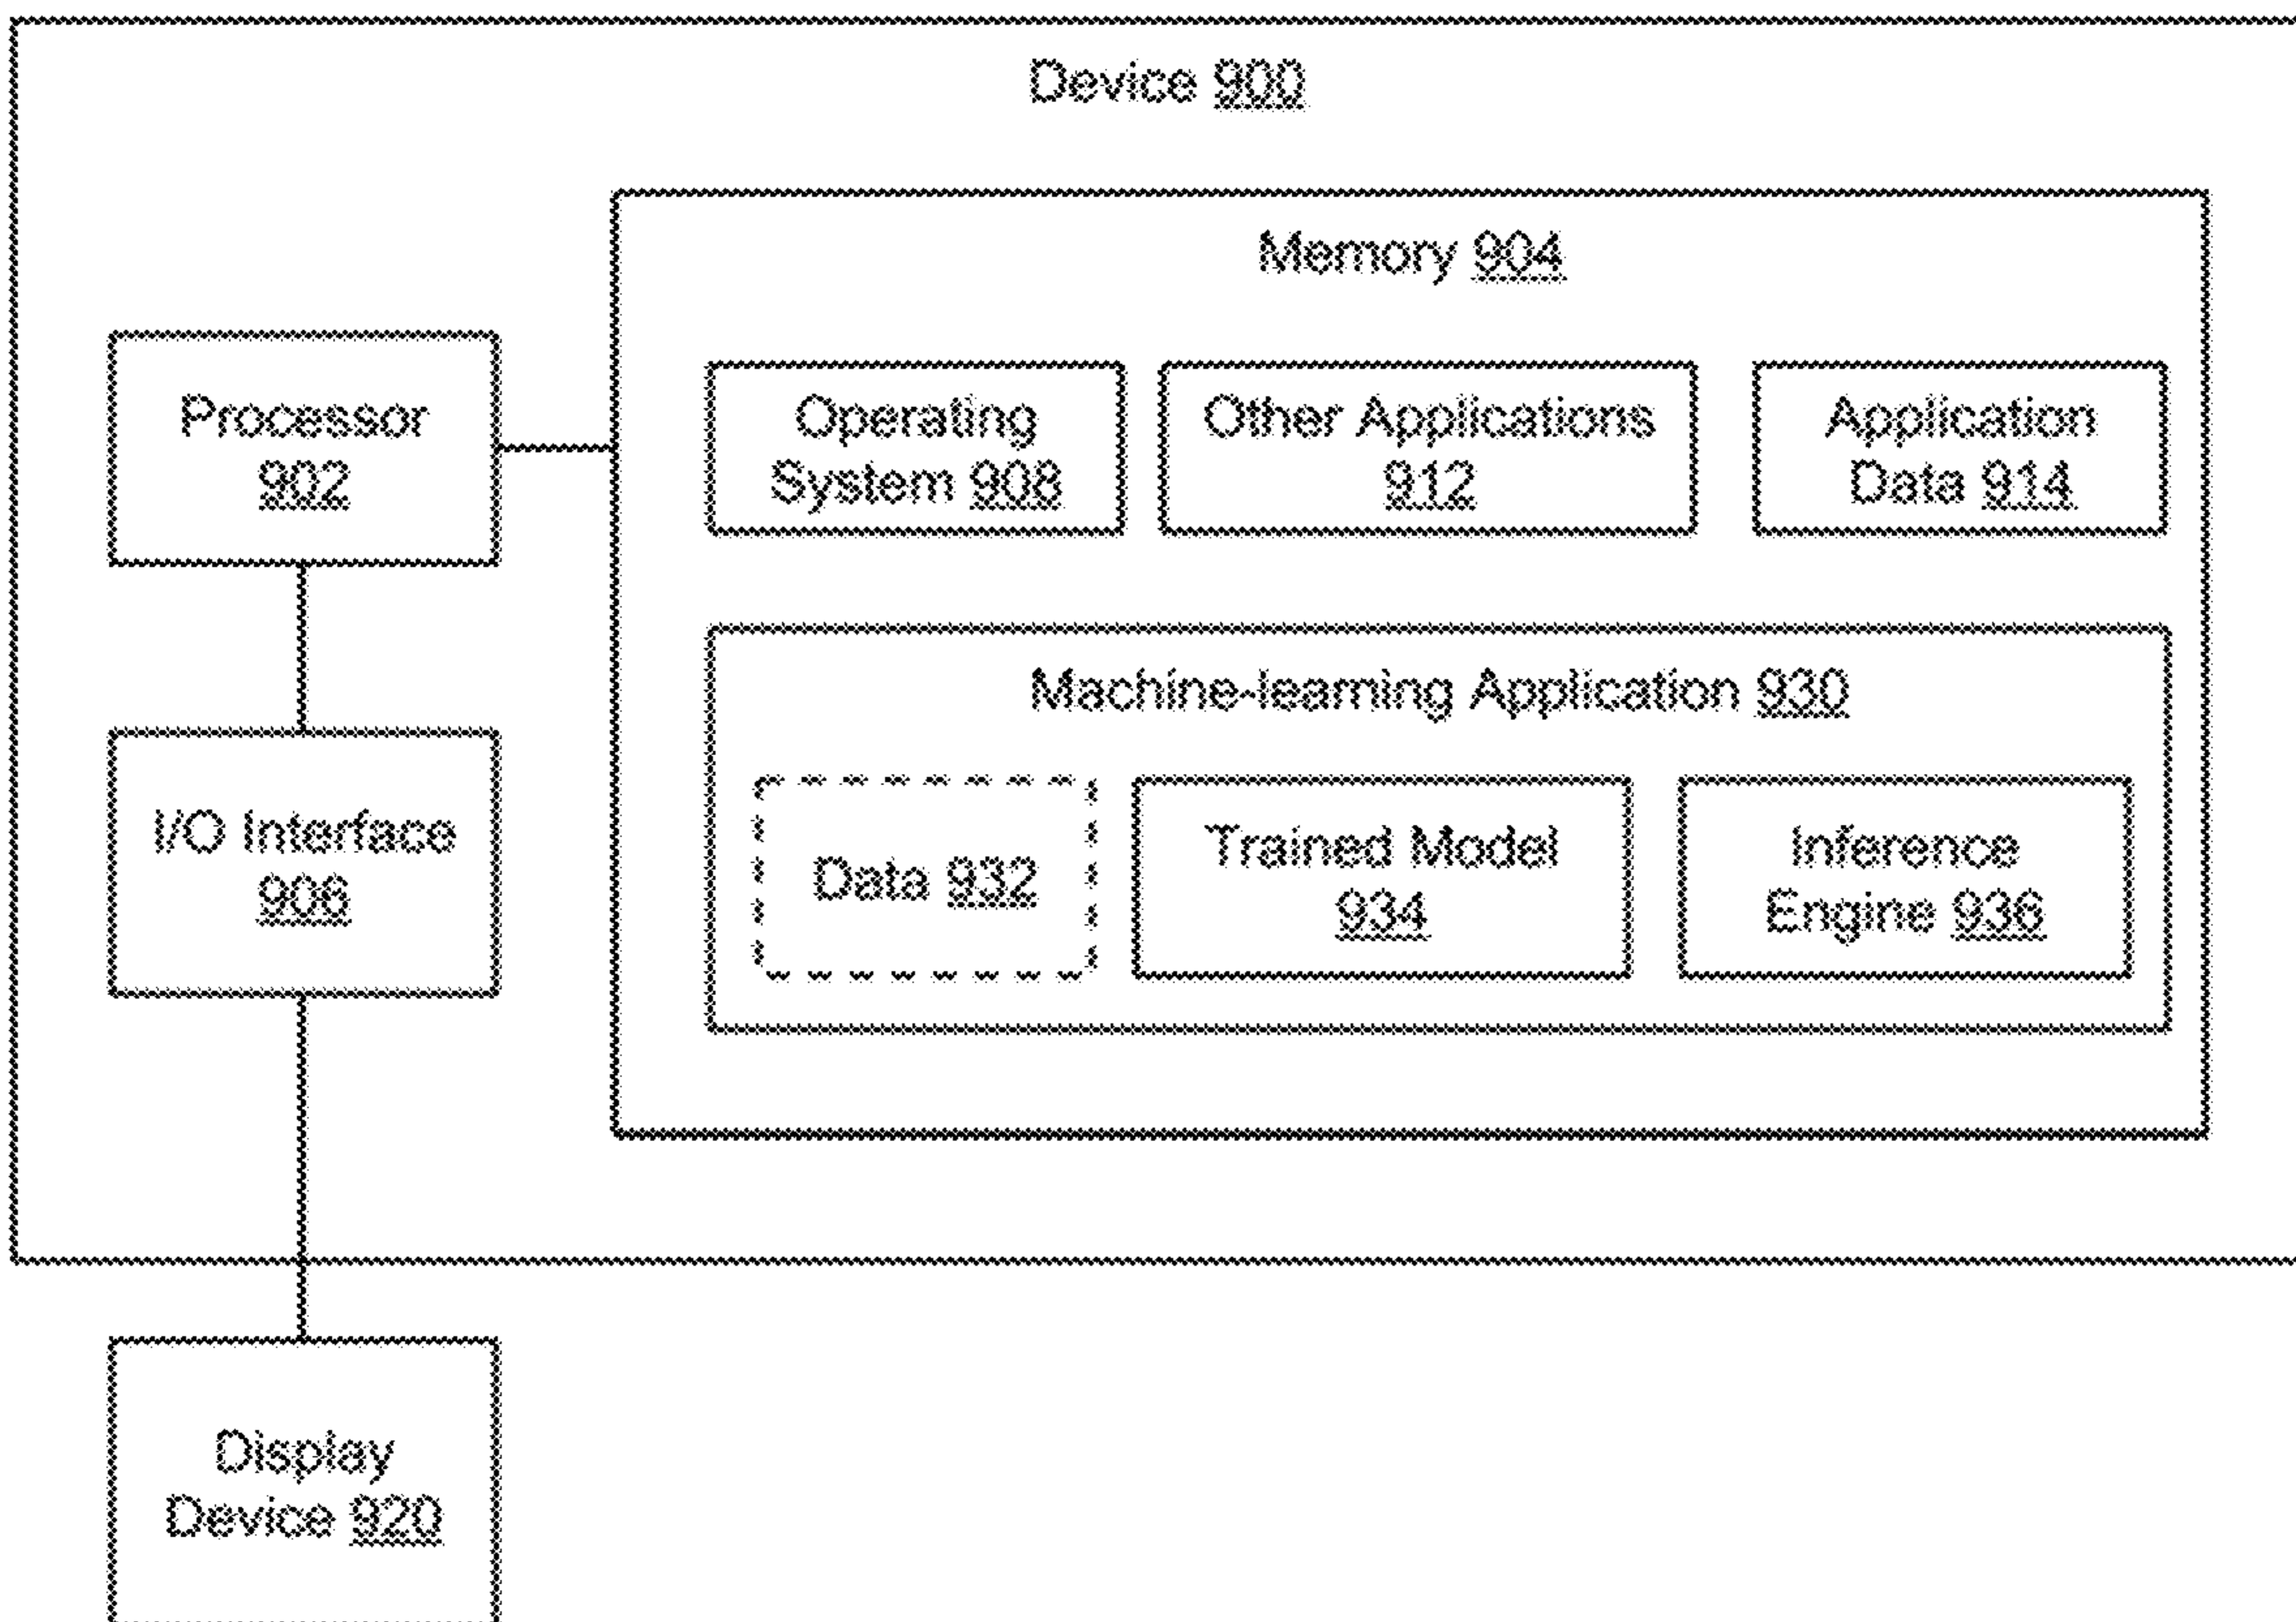 Device 900
Memory 904
Processor
902
Operating
System 908
Other Applications
912
Application
Data 914
Machine-learning Application 930
I/O Interface
906
Data 932
Trained Model
934
Inference
Engine 936
Display
Device 920